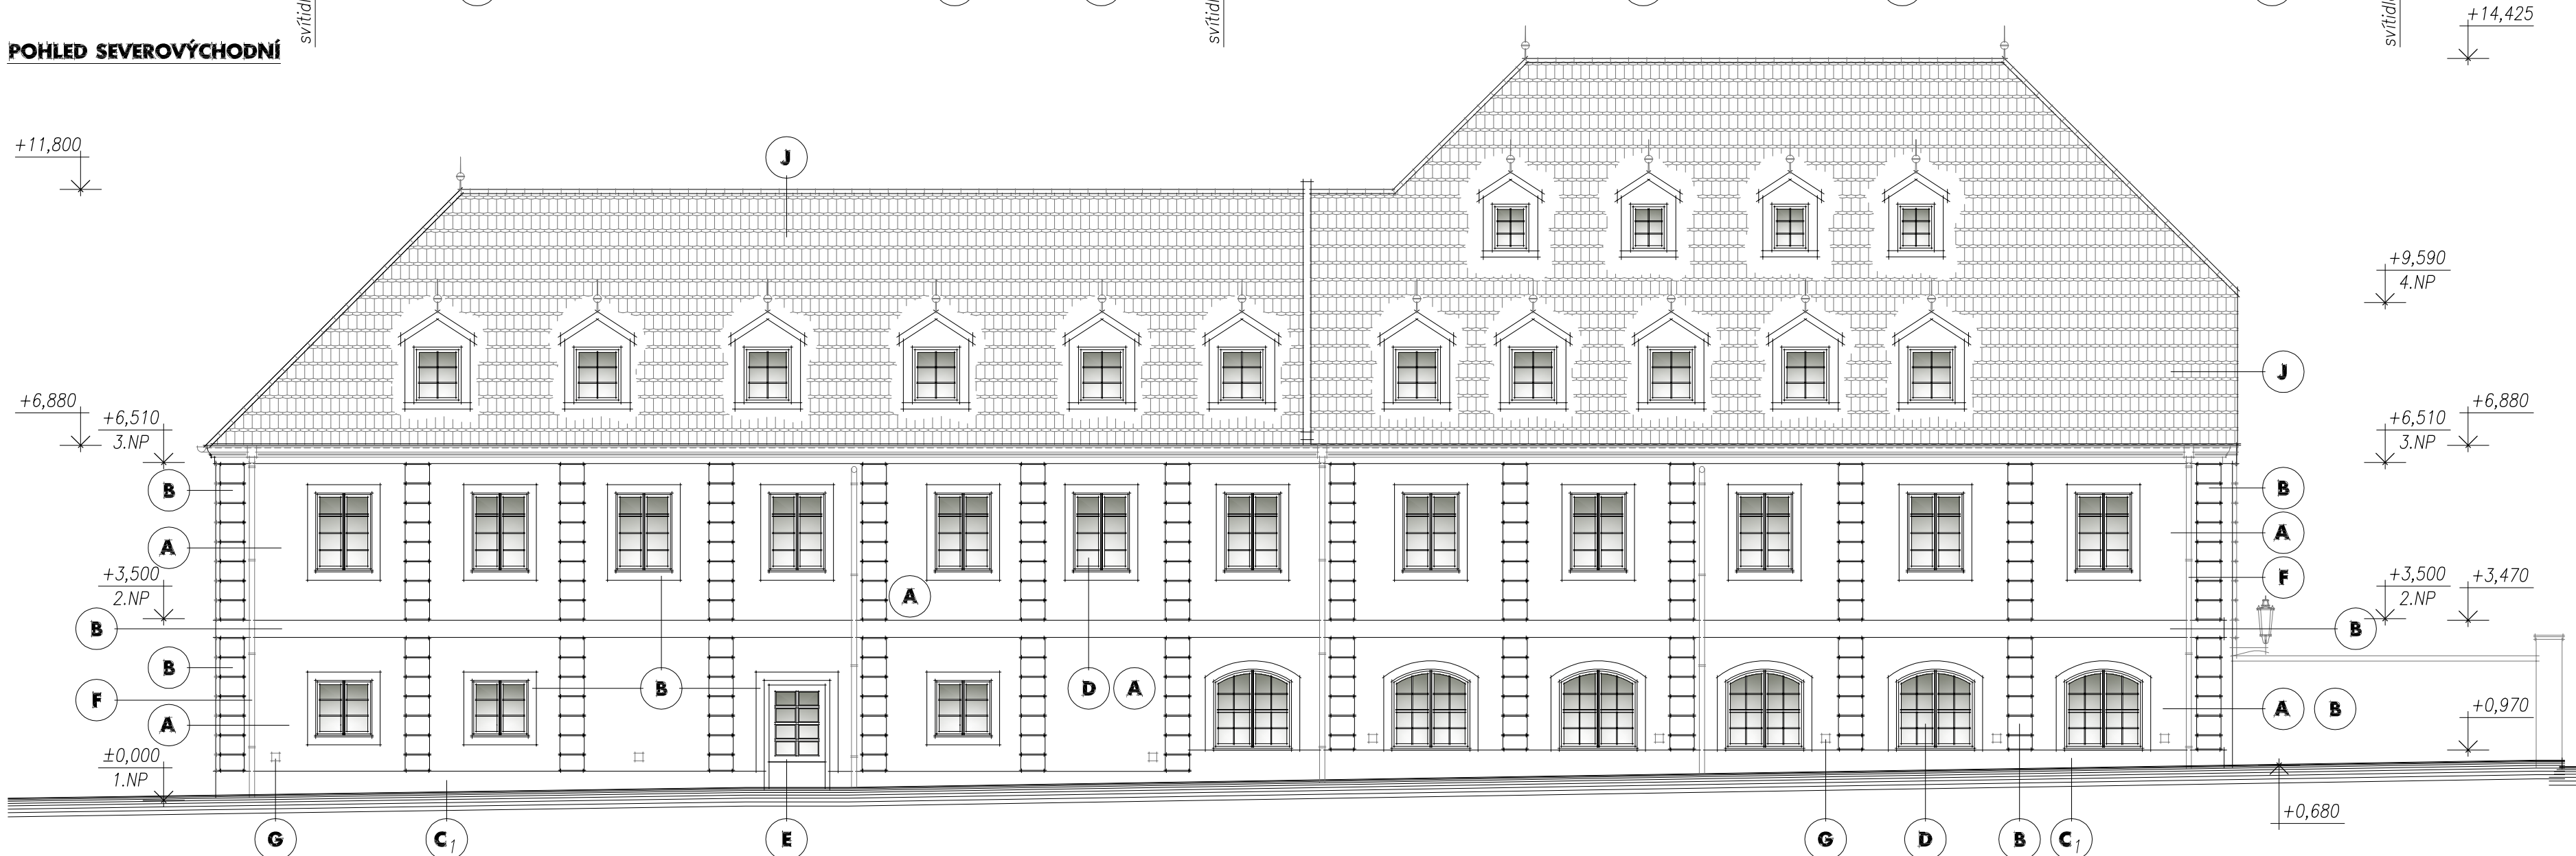 svítidl
svítidl
svítidl
+14,425
POHLED SEVEROVÝCHODNÍ
+11,800
J
+9,590
4.NP
J
+6,880
+6,510
3.NP
+6,880
+6,510
3.NP
B
B
A
A
+3,500
2.NP
A
F
+3,500
2.NP
+3,470
B
B
B
F
A
B
D
A
A
B
+0,970
±0,000
1.NP
+0,680
G
C1
E
G
D
B
C1